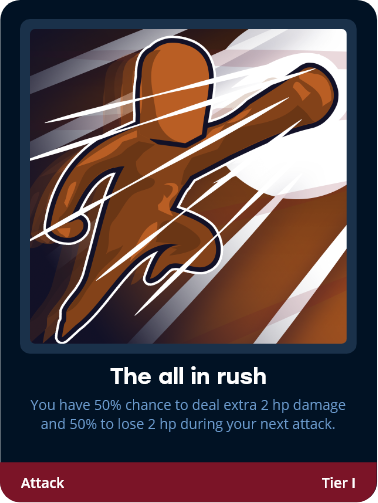 The all in rush
You have 50% chance to deal extra 2 hp damage
and 50% to lose 2 hp during your next attack.
Attack
Tier I